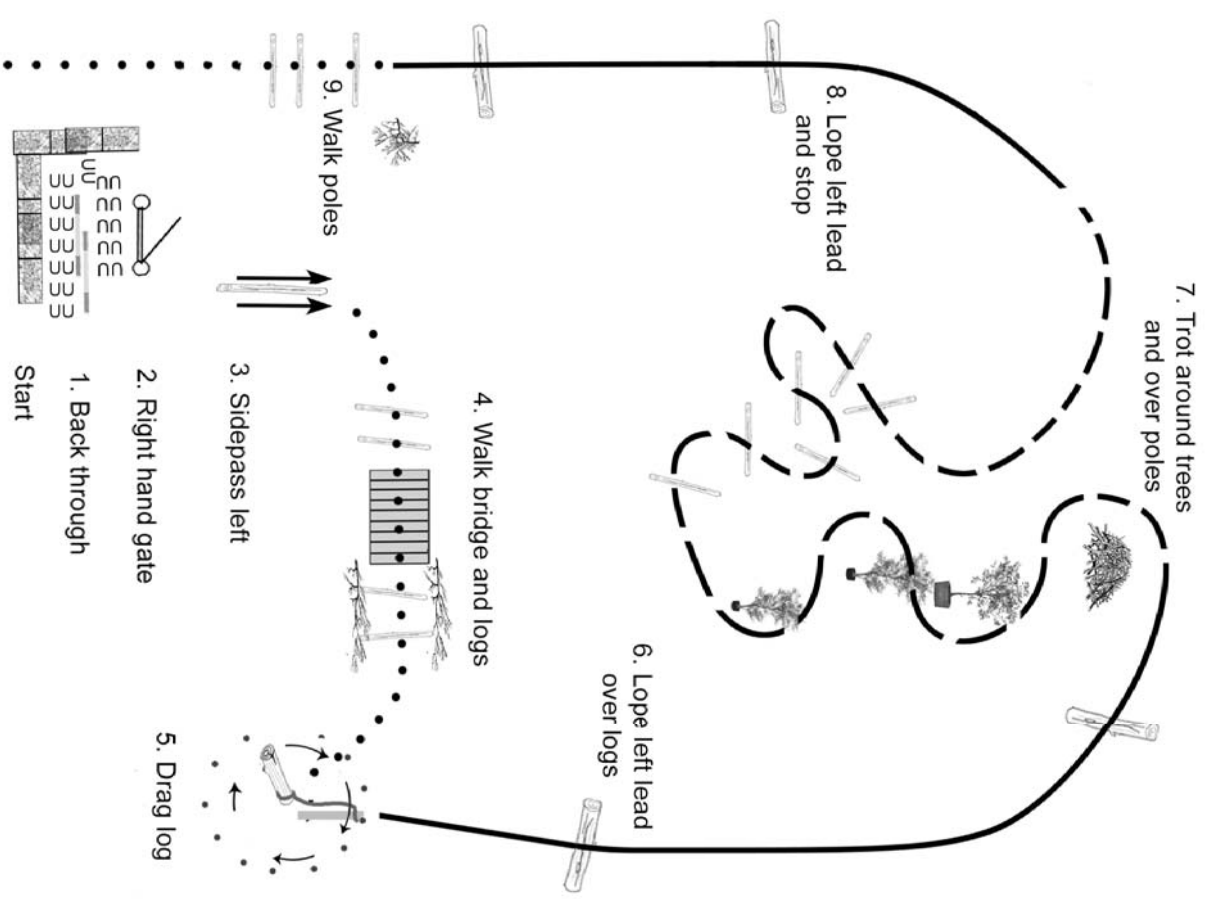 Start
1. Back through
2. Right hand gate
3. Sidepass left
4. Walk bridge and logs
5. Drag log
6. Lope left lead
over logs
7. Trot around trees
and over poles
8. Lope left lead
and stop
9. Walk poles